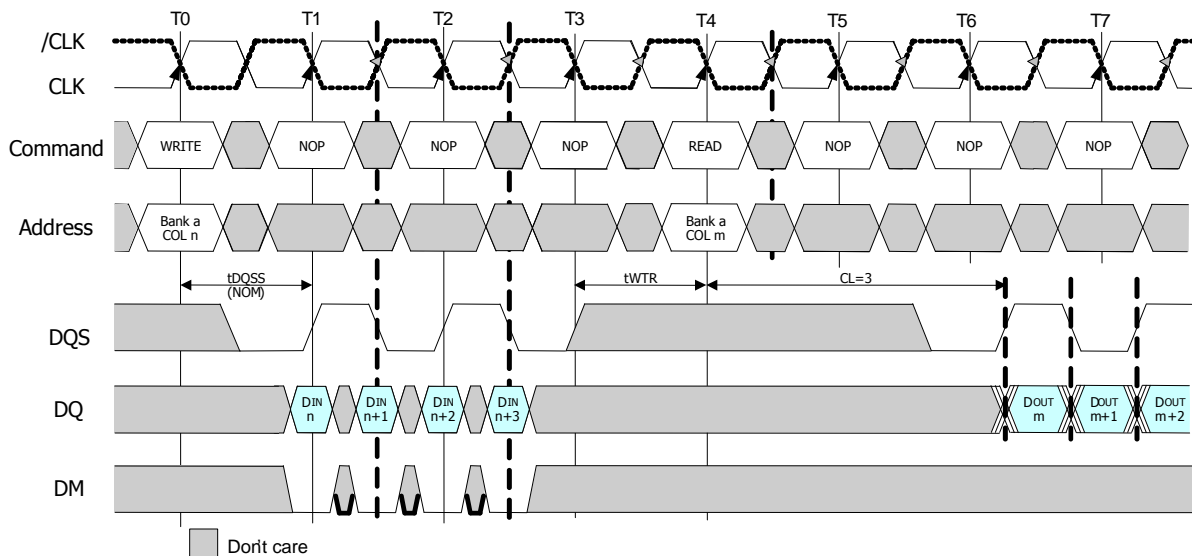 T0 T1 T2 T3 T4 T5 T6 T7
/CLK
CLK
Command WRITE NOP NOP NOP READ NOP NOP NOP
Address Bank a COL n Bank a COL m
tDQSS (NOM) tWTR CL=3
DQS
DQ DIN n DIN n+1 DIN n+2 DIN n+3 DOUT m DOUT m+1 DOUT m+2
DM
Don't care